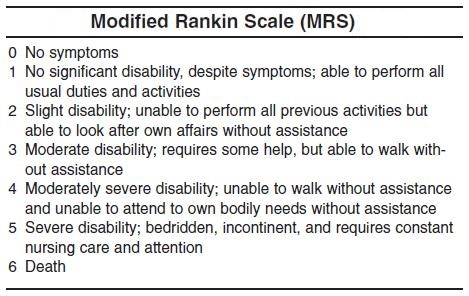 Modified Rankin Scale (MRS)
0 No symptoms
1 No significant disability, despite symptoms; able to perform all
usual duties and activities
2 Slight disability; unable to perform all previous activities but
able to look after own affairs without assistance
3 Moderate disability; requires some help, but able to walk with-
out assistance
4 Moderately severe disability; unable to walk without assistance
and unable to attend to own bodily needs without assistance
5 Severe disability; bedridden, incontinent, and requires constant
nursing care and attention
6 Death